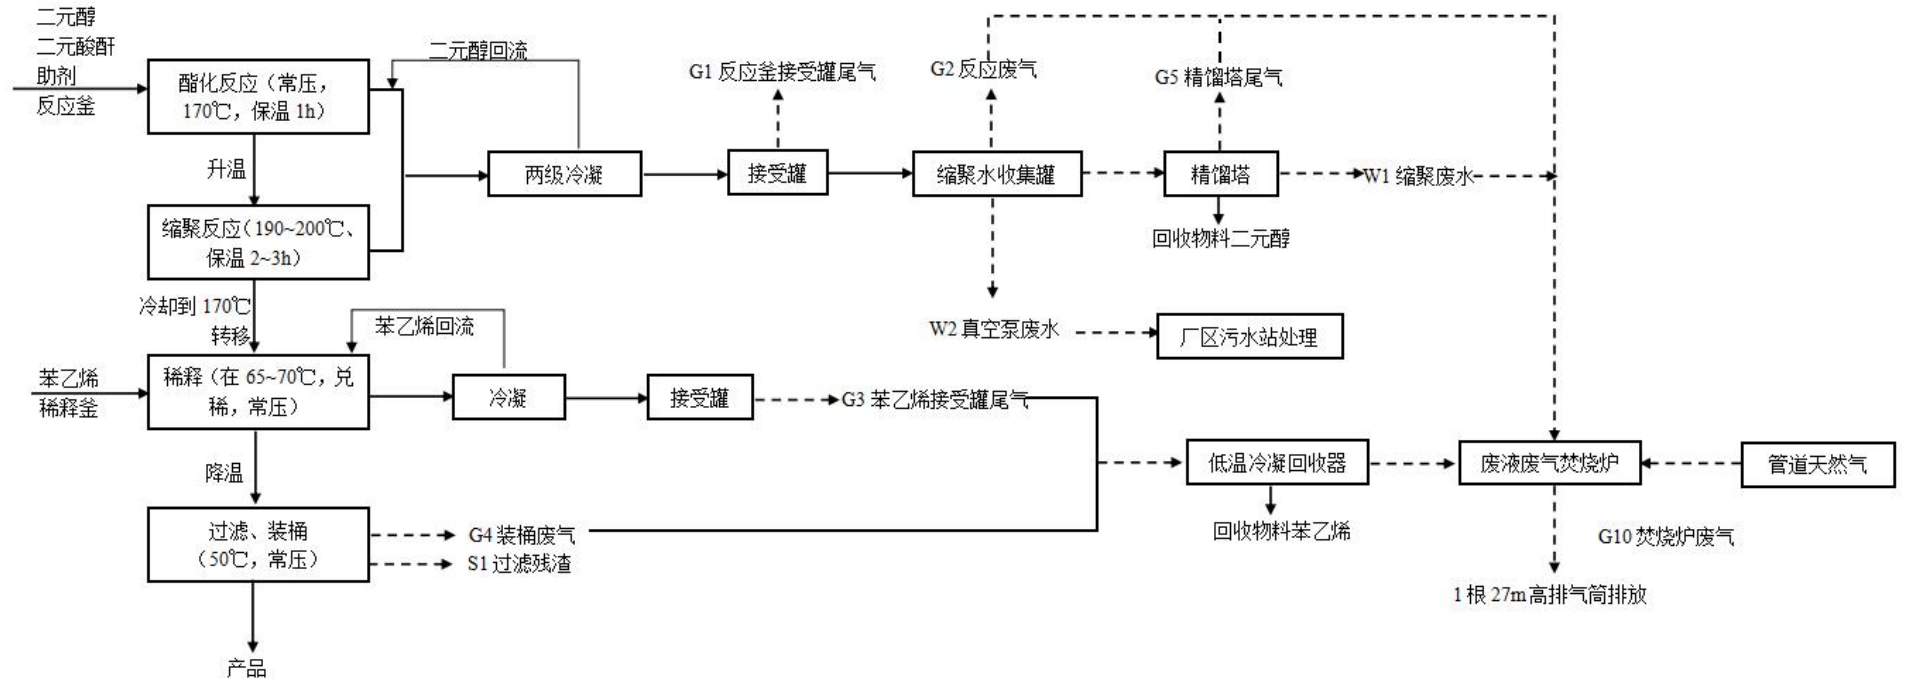 二元醇
二元酸酐
助剂
反应釜
酯化反应（常压，
170℃，保温 1h）
二元醇回流
G1 反应釜接受罐尾气
G2 反应废气
G5 精馏塔尾气
升温
两级冷凝
接受罐
缩聚水收集罐
精馏塔
W1 缩聚废水
缩聚反应（190~200℃、
保温 2~3h）
回收物料二元醇
冷却到 170℃
转移
苯乙烯回流
W2 真空泵废水
厂区污水站处理
苯乙烯
稀释釜
稀释（在 65~70℃，兑
稀，常压）
冷凝
接受罐
G3 苯乙烯接受罐尾气
降温
低温冷凝回收器
废液废气焚烧炉
管道天然气
过滤、装桶
（50℃，常压）
G4 装桶废气
S1 过滤残渣
回收物料苯乙烯
G10 焚烧炉废气
1 根 27m 高排气筒排放
产品